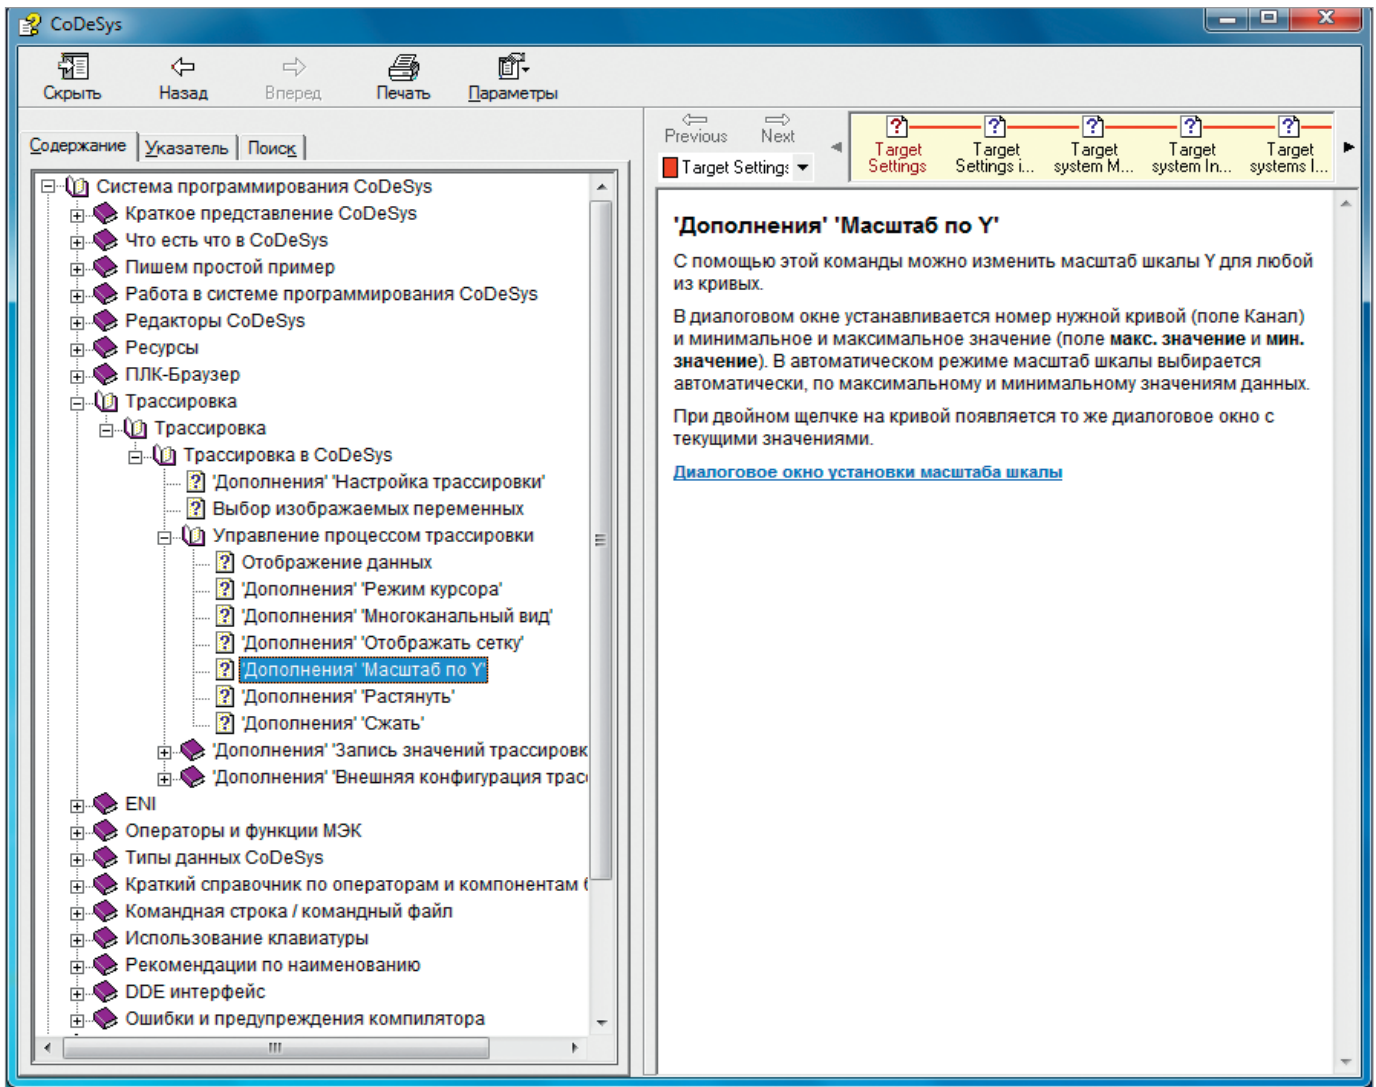 CoDeSys
Скрыть
Назад
Вперед
Печать
Параметры
Содержание
Указатель
Поиск
Система программирования CoDeSys
Краткое представление CoDeSys
Что есть что в CoDeSys
Пишем простой пример
Работа в системе программирования CoDeSys
Редакторы CoDeSys
Ресурсы
ПЛК-Браузер
Трассировка
Трассировка
Трассировка в CoDeSys
'Дополнения' 'Настройка трассировки'
Выбор изображаемых переменных
Управление процессом трассировки
Отображение данных
'Дополнения' 'Режим курсора'
'Дополнения' 'Многоканальный вид'
'Дополнения' 'Отображать сетку'
'Дополнения' 'Масштаб по Y'
'Дополнения' 'Растянуть'
'Дополнения' 'Сжать'
'Дополнения' 'Запись значений трассировк
'Дополнения' 'Внешняя конфигурация трас
ENI
Операторы и функции МЭК
Типы данных CoDeSys
Краткий справочник по операторам и компонентам
Командная строка / командный файл
Использование клавиатуры
Рекомендации по наименованию
DDE интерфейс
Ошибки и предупреждения компилятора
Previous
Next
Target Settings
Target Settings
Target Settings i...
Target system M...
Target system In...
Target systems I...
'Дополнения' 'Масштаб по Y'
С помощью этой команды можно изменить масштаб шкалы Y для любой
из кривых.
В диалоговом окне устанавливается номер нужной кривой (поле Канал)
и минимальное и максимальное значение (поле макс. значение и мин.
значение). В автоматическом режиме масштаб шкалы выбирается
автоматически, по максимальному и минимальному значениям данных.
При двойном щелчке на кривой появляется то же диалоговое окно с
текущими значениями.
Диалоговое окно установки масштаба шкалы